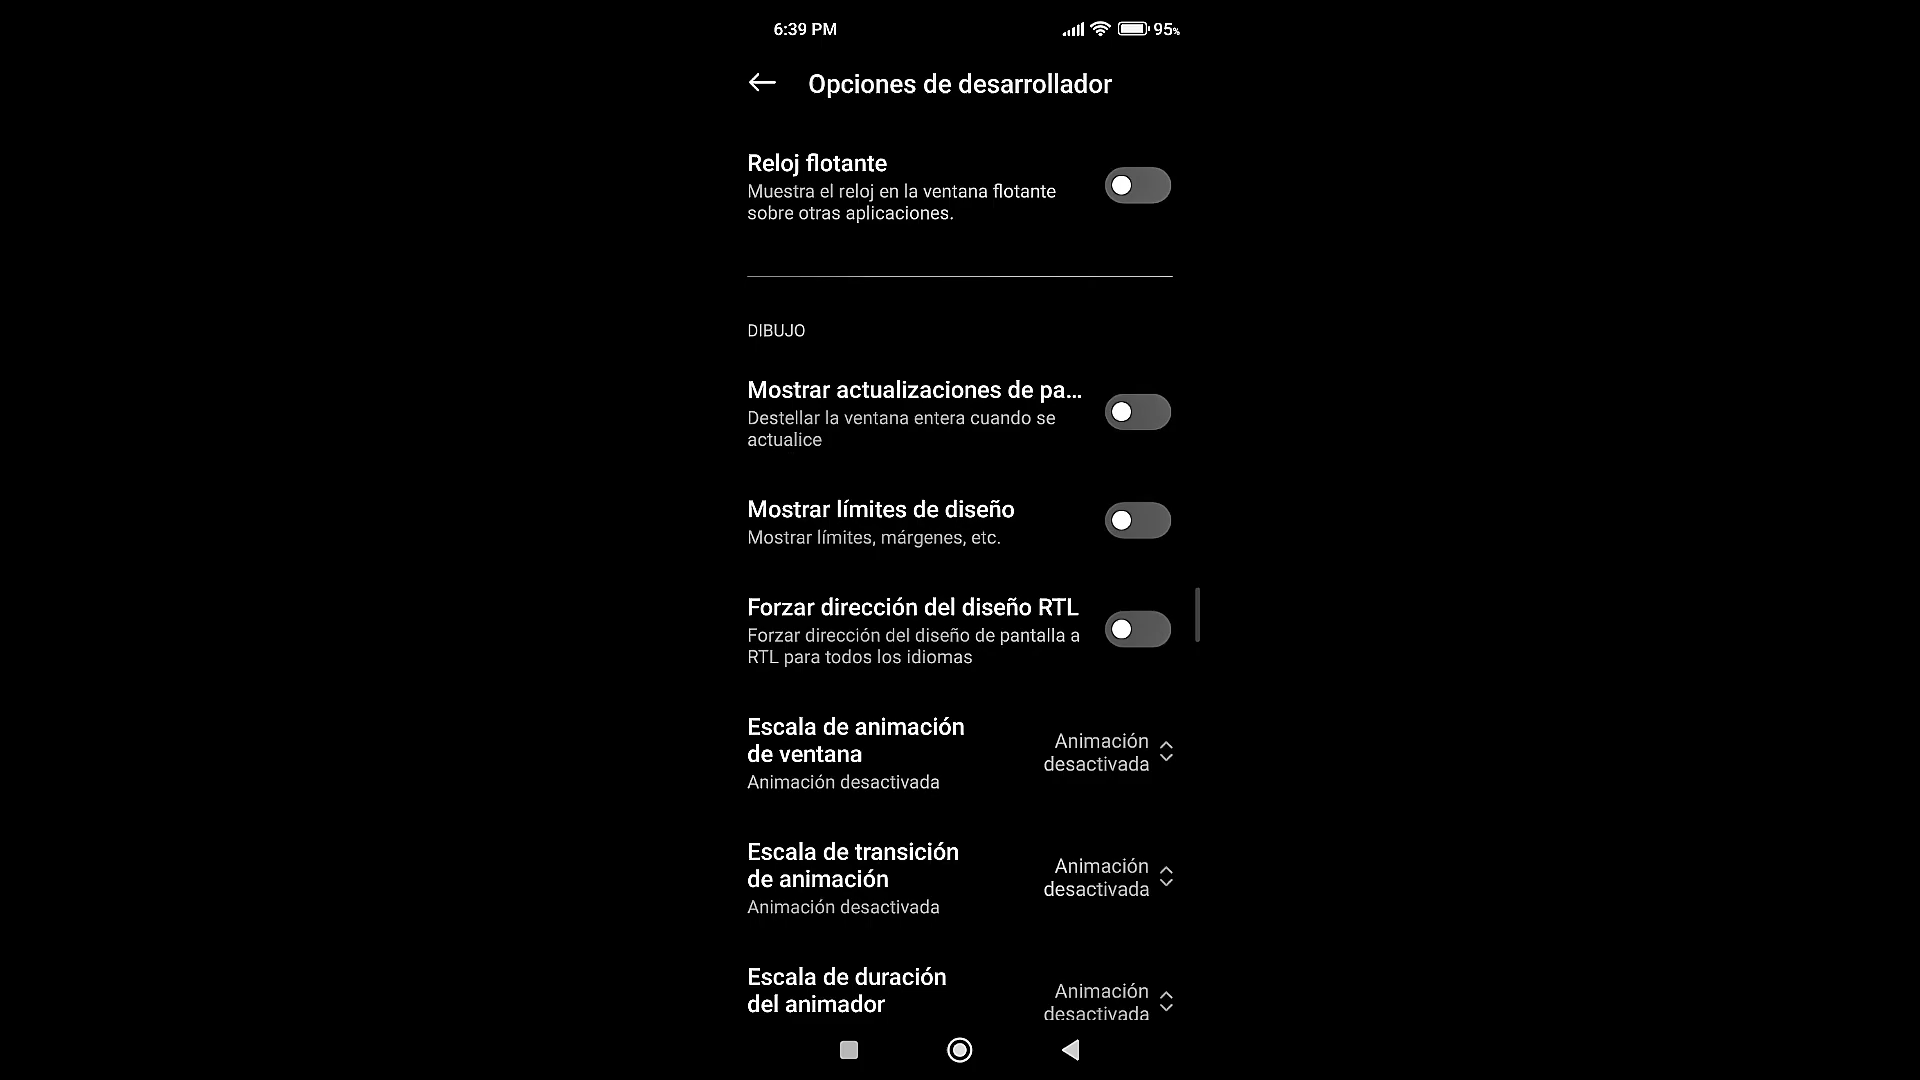 6:39 PM
95%
Opciones de desarrollador
Reloj flotante
Muestra el reloj en la ventana flotante
sobre otras aplicaciones.
DIBUJO
Mostrar actualizaciones de pa...
Destellar la ventana entera cuando se
actualice
Mostrar límites de diseño
Mostrar límites, márgenes, etc.
Forzar dirección del diseño RTL
Forzar dirección del diseño de pantalla a
RTL para todos los idiomas
Escala de animación
de ventana
Animación desactivada
Animación
desactivada
Escala de transición
de animación
Animación desactivada
Animación
desactivada
Escala de duración
del animador
Animación
desactivada